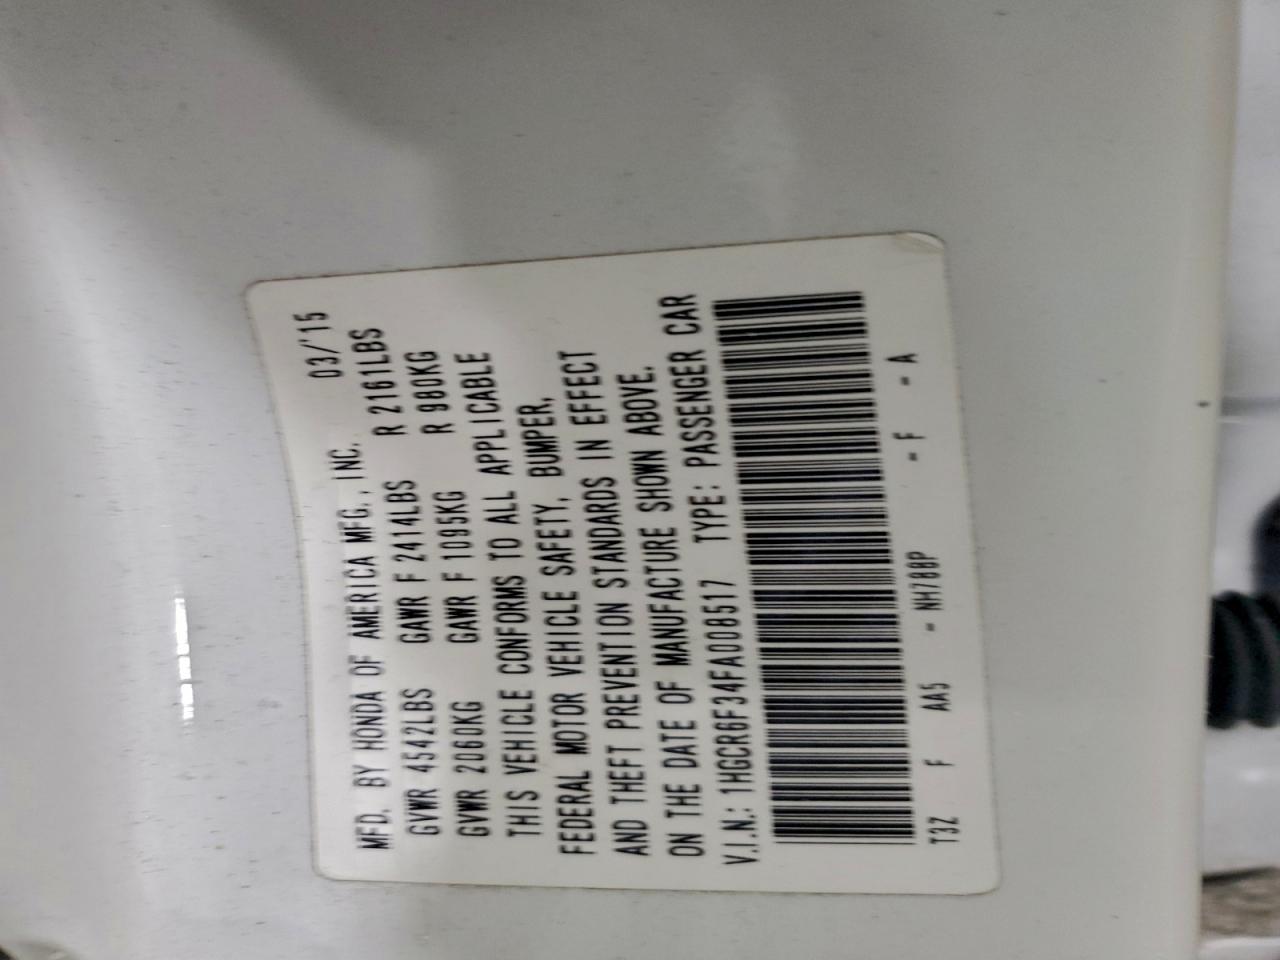 MFD. BY HONDA OF AMERICA MFG., INC. 03/'15
GVWR 4542LBS GAWR F 2414LBS R 2161LBS
GVWR 2060KG GAWR F 1095KG R 980KG
THIS VEHICLE CONFORMS TO ALL APPLICABLE
FEDERAL MOTOR VEHICLE SAFETY, BUMPER,
AND THEFT PREVENTION STANDARDS IN EFFECT
ON THE DATE OF MANUFACTURE SHOWN ABOVE.
V.I.N.: 1HGCR6F34FA008517 TYPE: PASSENGER CAR
T3Z F AA5 - NH788P - F - A